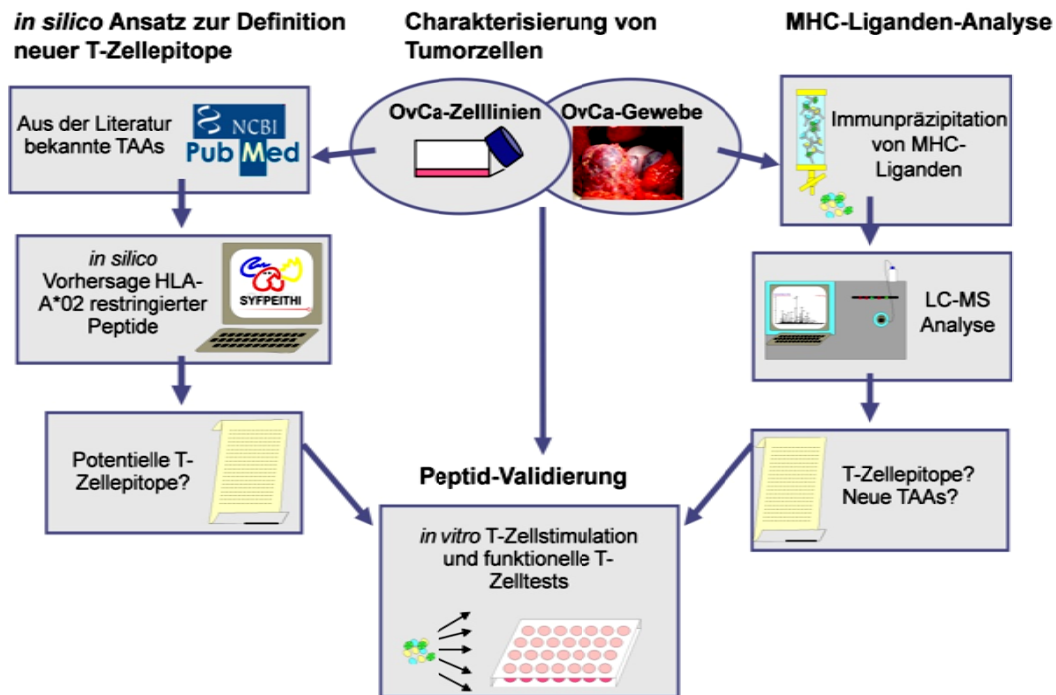 in silico Ansatz zur Definition
neuer T-Zellepitope
Charakterisierung von
Tumorzellen
MHC-Liganden-Analyse
Aus der Literatur
bekannte TAAs
NCBI
PubMed
OvCa-Zelllinien
OvCa-Gewebe
Immunpräzipitation
von MHC-
Liganden
in silico
Vorhersage HLA-
A*02 restringierter
Peptide
SYFPEITHI
LC-MS
Analyse
Potentielle T-
Zellepitope?
Peptid-Validierung
T-Zellepitope?
Neue TAAs?
in vitro T-Zellstimulation
und funktionelle T-
Zelltests